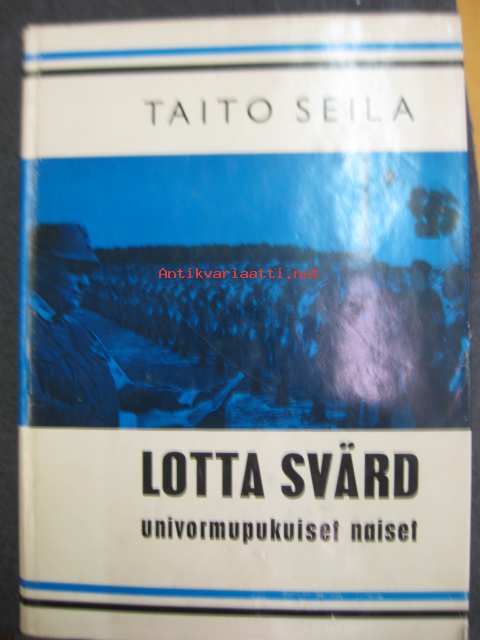 TAITO SEILA
Antikvariaatti.net
LOTTA SVÄRD
univormupukuiset naiset